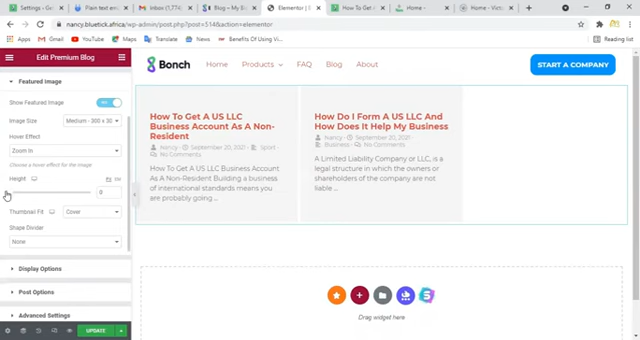 Settings - Ge
Plain text em
Inbox (1,774
Blog – My Blo
Elementor | B
How To Get A
Home -
Home - Victo
nancy.bluetick.africa/wp-admin/post.php?post=514&action=elementor
Apps
Gmail
YouTube
Maps
Translate
News
Benefits Of Using Vi...
Reading list
Edit Premium Blog
Bonch
Home
Products
FAQ
Blog
About
START A COMPANY
Featured Image
Show Featured Image
Image Size
Medium - 300 x 30
Hover Effect
Zoom In
Choose a hover effect for the image
Height
0
Thumbnail Fit
Cover
Shape Divider
None
Display Options
Post Options
Advanced Settings
UPDATE
How To Get A US LLC
Business Account As A Non-
Resident
Nancy - September 20, 2021 - Sport -
No Comments
How To Get A US LLC Business Account
As A Non-Resident Building a business
of international standards means you
are probably going ...
How Do I Form A US LLC And
How Does It Help My Business
Nancy - September 20, 2021 -
Business - No Comments
A Limited Liability Company or LLC, is a
legal structure in which the owners or
shareholders of the company are not
liable ...
Drag widget here